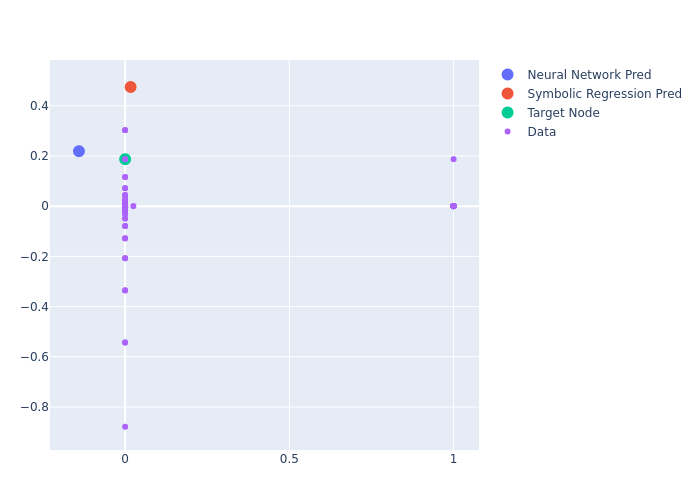 Neural Network Pred
Symbolic Regression Pred
Target Node
Data
0.4
0.2
0
−0.2
−0.4
−0.6
−0.8
0
0.5
1